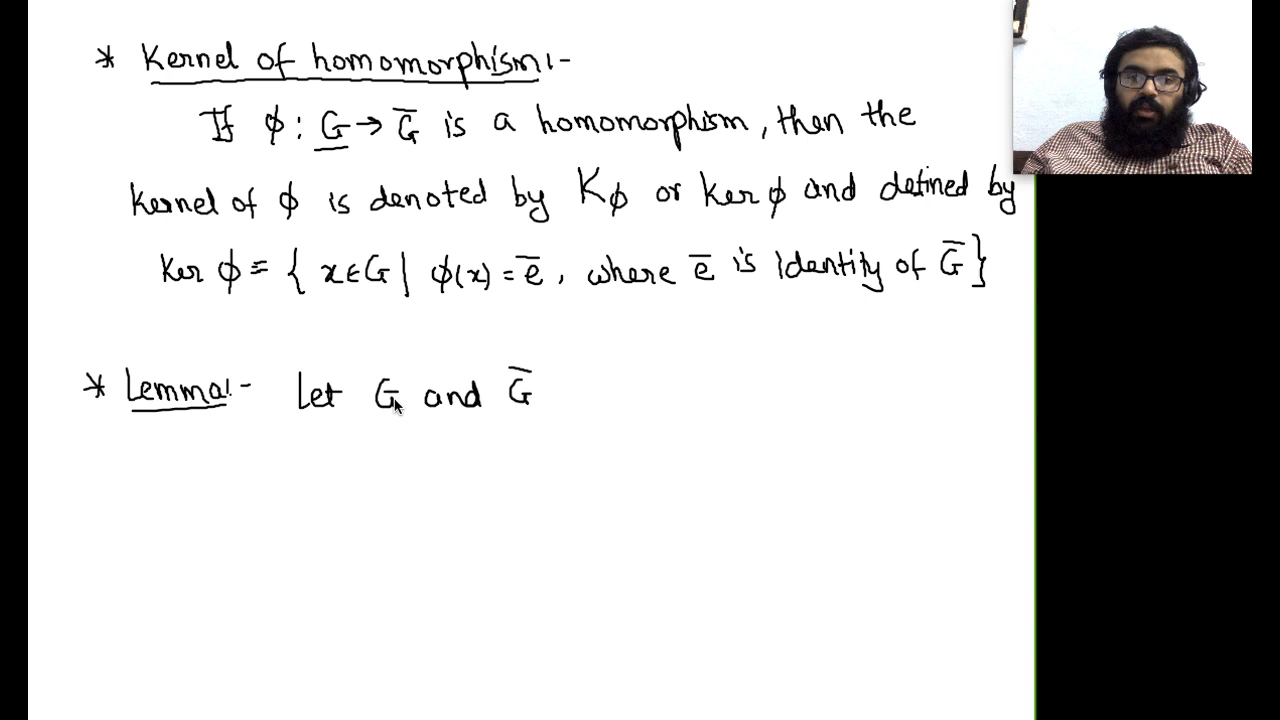 * Kernel of homomorphism:-
If ϕ: G → G̅ is a homomorphism, then the
Kernel of ϕ is denoted by Kϕ or ker ϕ and defined by
Ker ϕ = { x∈G | ϕ(x) = e̅, where e̅ is identity of G̅ }
* Lemma:- Let G and G̅